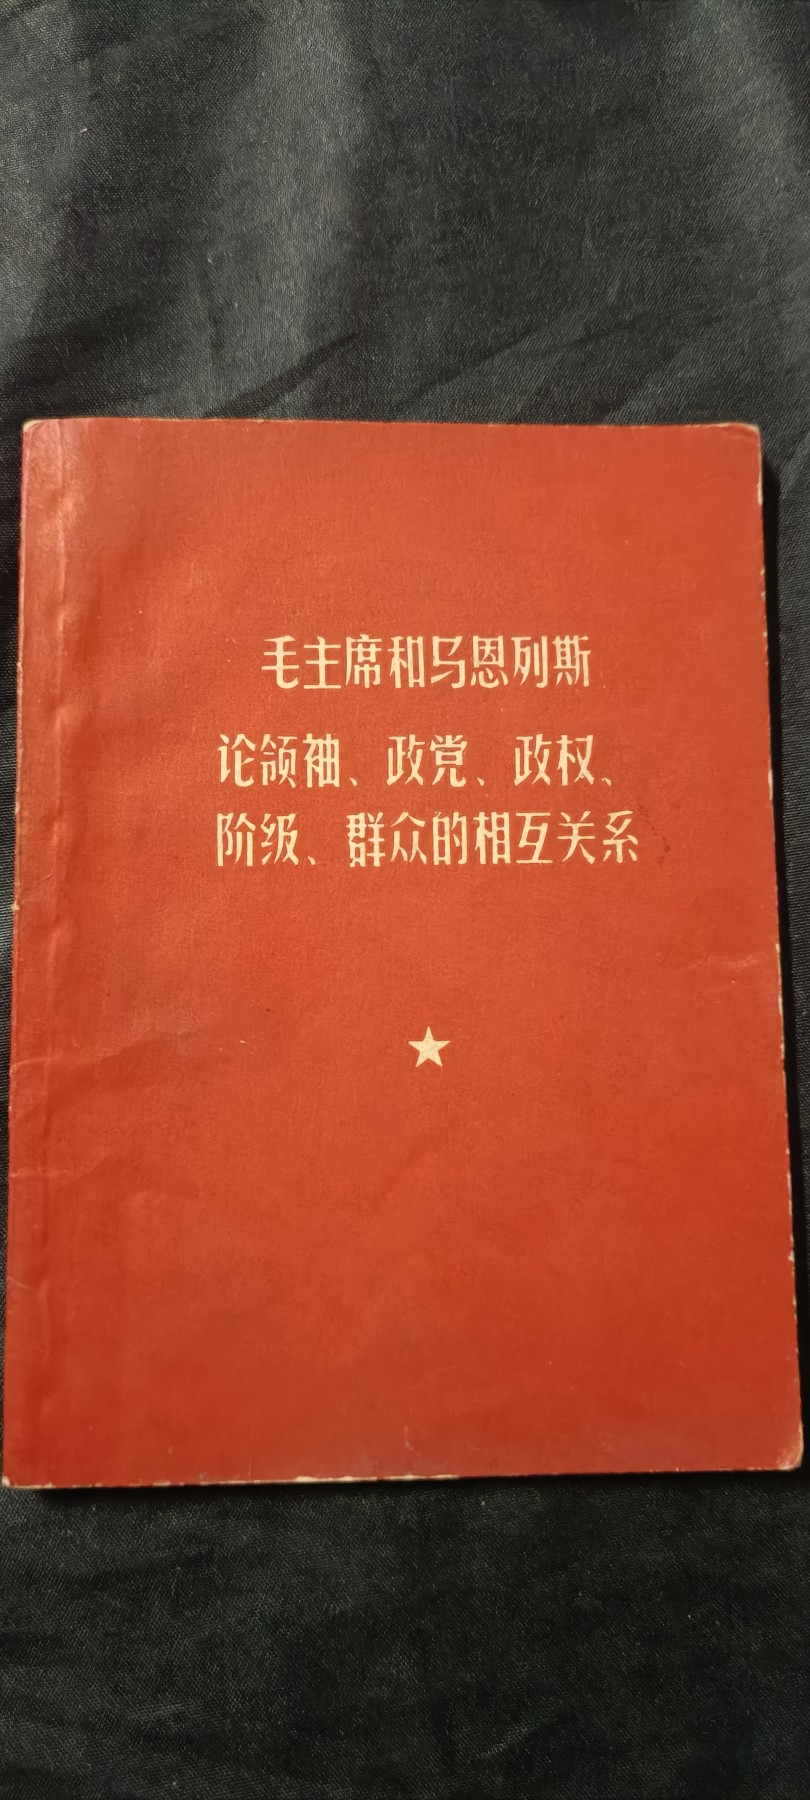 毛主席和马恩列斯
论领袖、政党、政权、
阶级、群众的相互关系